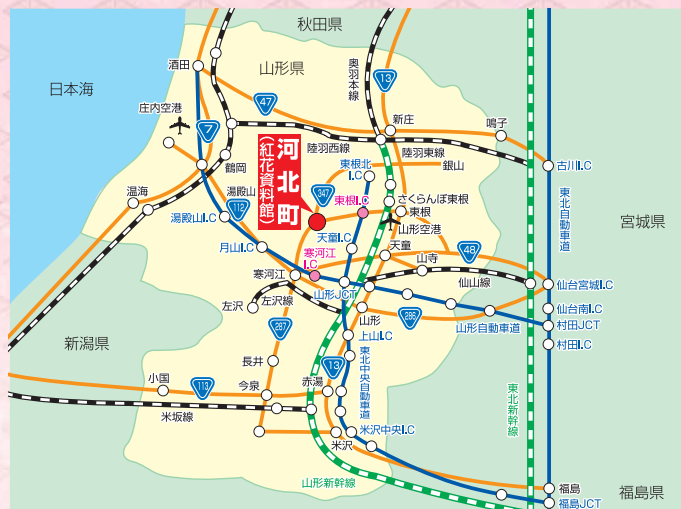 秋田県
酒田
山形県
奥羽本線
13
日本海
庄内空港
47
新庄
鳴子
7
河北町
(紅花資料館)
陸羽西線
陸羽東線
古川I.C
鶴岡
東根北
I.C
銀山
温海
湯殿山
347
東根I.C
さくらんぼ東根
東根
東北自動車道
宮城県
112
湯殿山I.C
山形空港
天童I.C
天童
月山I.C
寒河江
I.C
48
寒河江
山寺
仙山線
仙台宮城I.C
左沢
左沢線
山形JCT
仙台南I.C
山形
286
山形自動車道
村田JCT
287
上山I.C
村田I.C
新潟県
長井
13
東北中央自動車道
小国
113
今泉
赤湯
東北新幹線
米坂線
米沢中央I.C
米沢
山形新幹線
福島
福島県
福島JCT